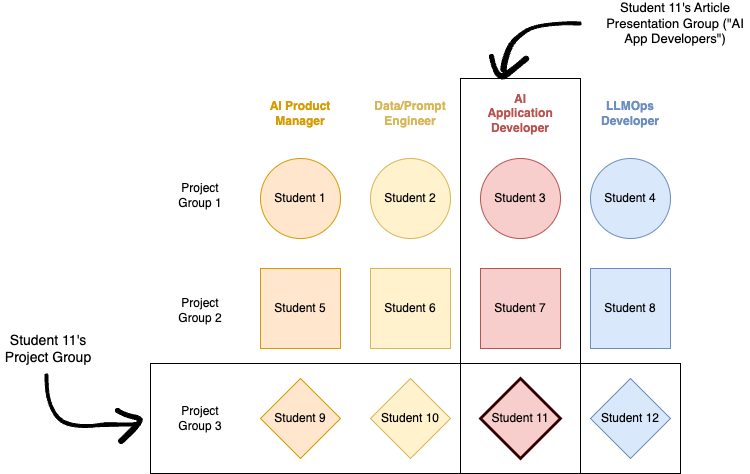 Student 11's Article
Presentation Group ("AI
App Developers")
AI Product
Manager
Data/Prompt
Engineer
AI
Application
Developer
LLMOps
Developer
Project
Group 1
Student 1
Student 2
Student 3
Student 4
Project
Group 2
Student 5
Student 6
Student 7
Student 8
Student 11's
Project Group
Project
Group 3
Student 9
Student 10
Student 11
Student 12